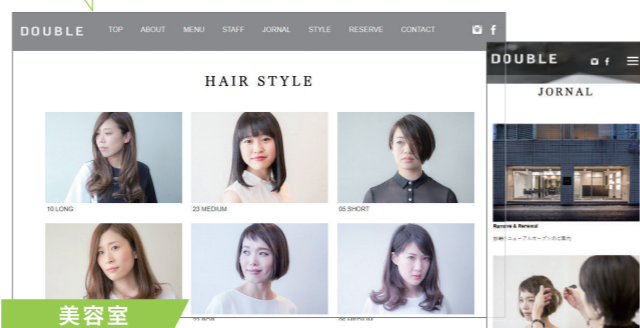 DOUBLE TOP ABOUT MENU STAFF JORNAL STYLE RESERVE CONTACT
HAIR STYLE
10 LONG 23 MEDIUM 05 SHORT
美容室
DOUBLE
JORNAL
Renove & Renewal